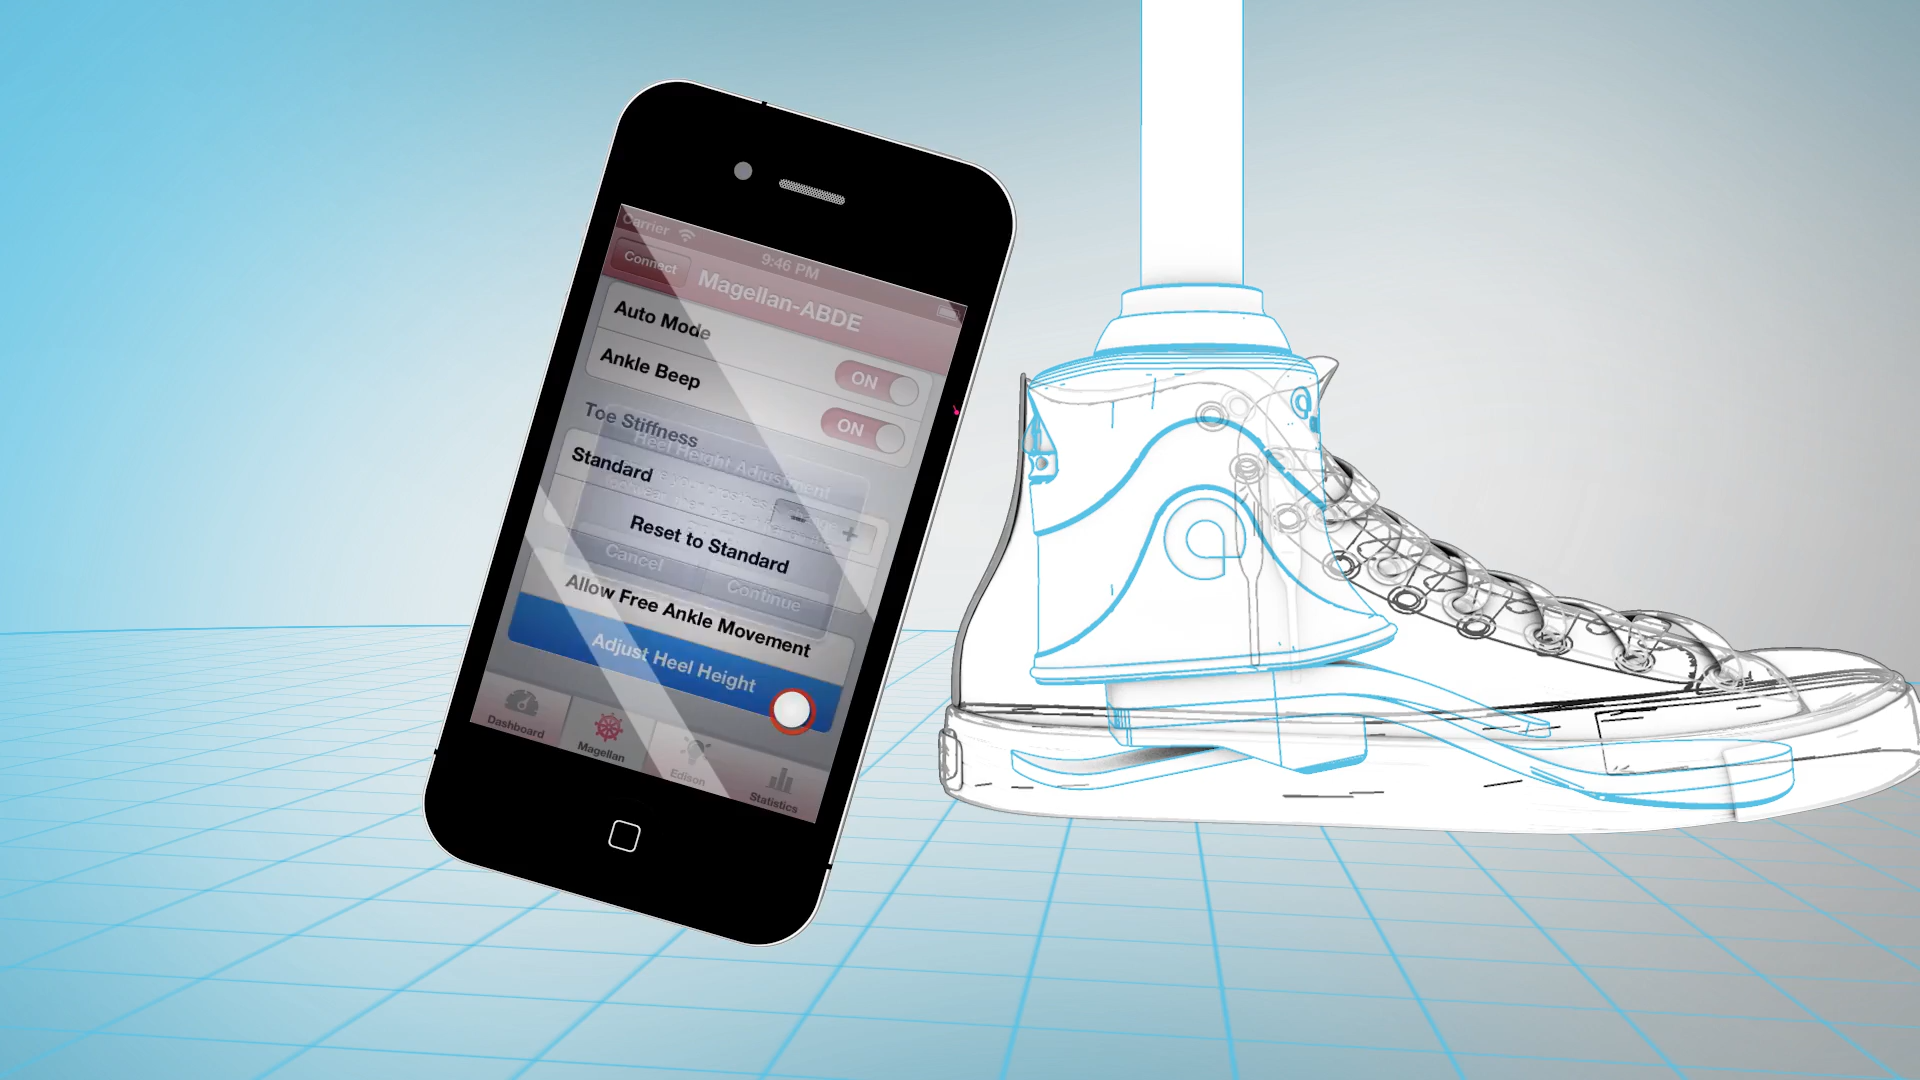 Carrier
9:46 PM
Connect
Magellan-ABDE
Auto Mode
ON
Ankle Beep
ON
Toe Stiffness
Heel Height Adjustment
Standard
- +
Reset to Standard
Cancel
Continue
Allow Free Ankle Movement
Adjust Heel Height
Dashboard
Magellan
Edison
Statistics